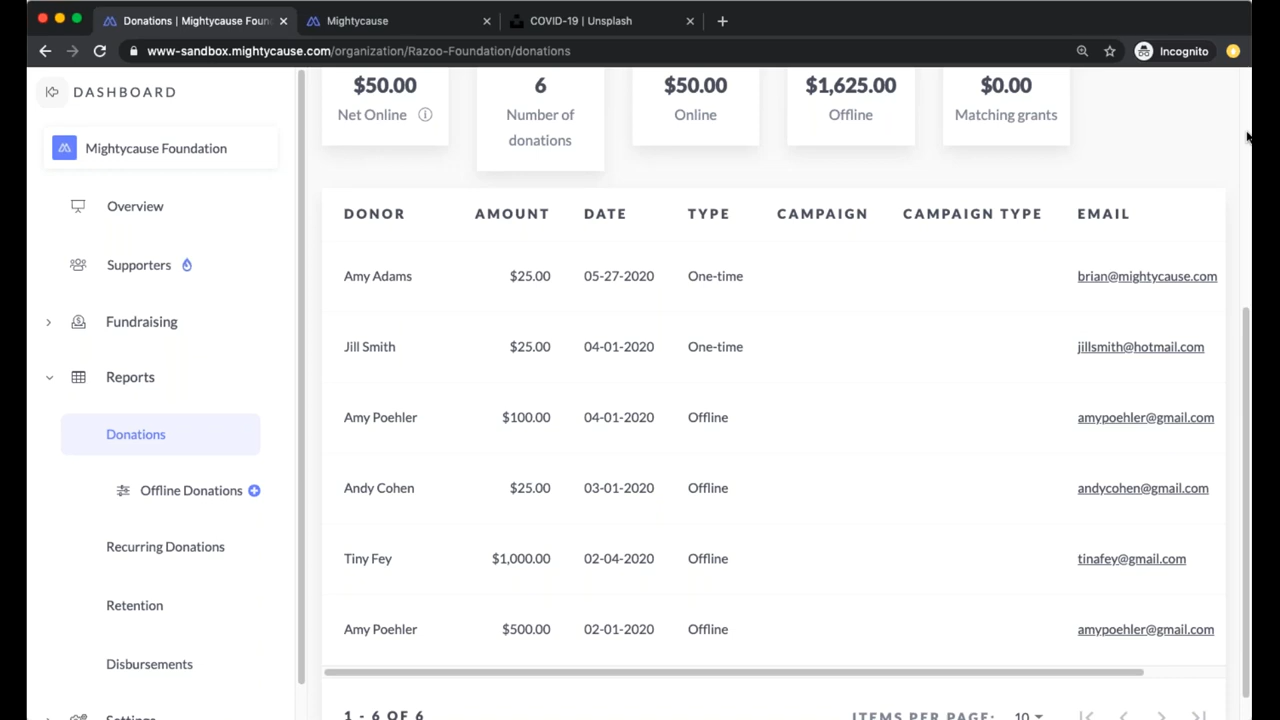 Donations | Mightycause Foun
Mightycause
COVID-19 | Unsplash
www-sandbox.mightycause.com/organization/Razoo-Foundation/donations
Incognito
DASHBOARD
Mightycause Foundation
Overview
Supporters
Fundraising
Reports
Donations
Offline Donations
Recurring Donations
Retention
Disbursements
Settings
$50.00
Net Online
6
Number of
donations
$50.00
Online
$1,625.00
Offline
$0.00
Matching grants
DONOR AMOUNT DATE TYPE CAMPAIGN CAMPAIGN TYPE EMAIL
Amy Adams $25.00 05-27-2020 One-time brian@mightycause.com
Jill Smith $25.00 04-01-2020 One-time jillsmith@hotmail.com
Amy Poehler $100.00 04-01-2020 Offline amypoehler@gmail.com
Andy Cohen $25.00 03-01-2020 Offline andycohen@gmail.com
Tiny Fey $1,000.00 02-04-2020 Offline tinafey@gmail.com
Amy Poehler $500.00 02-01-2020 Offline amypoehler@gmail.com
1 - 6 OF 6 ITEMS PER PAGE: 10